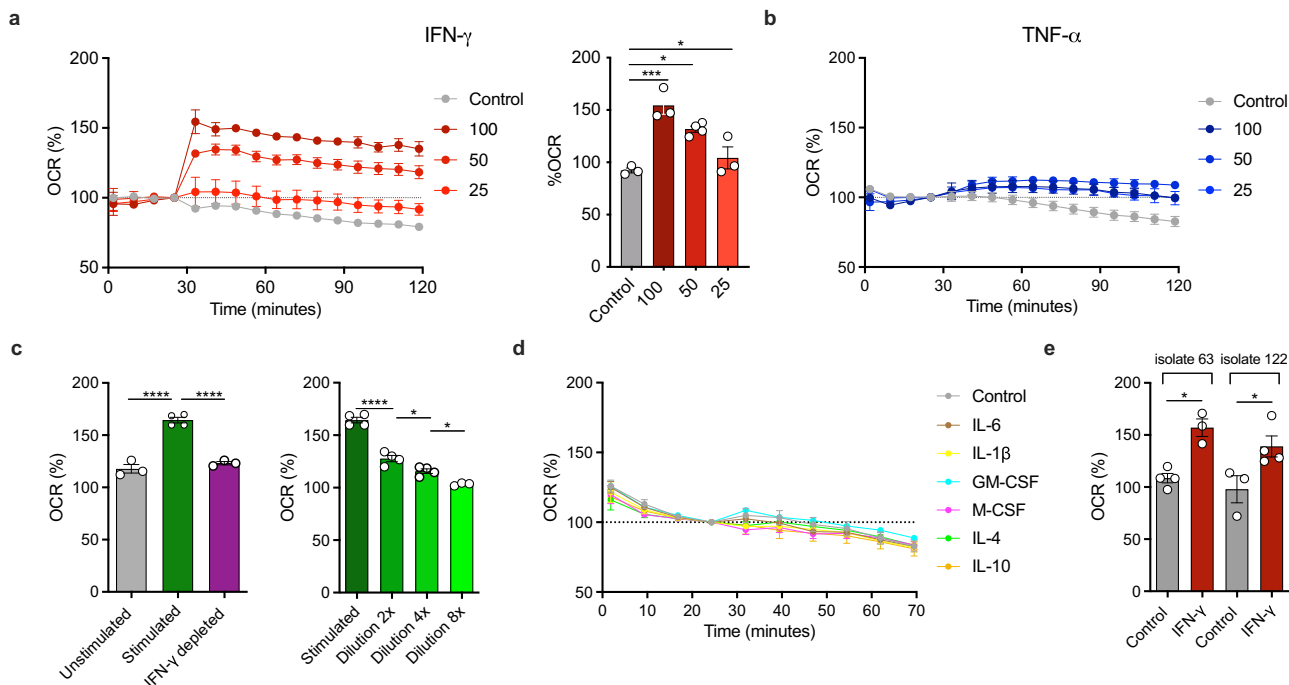 a
IFN-γ
OCR (%)
200
150
100
50
0
30
60
90
120
Time (minutes)
Control
100
50
25
%OCR
200
150
100
50
0
*
*
***
Control
100
50
25
b
TNF-α
OCR (%)
200
150
100
50
0
30
60
90
120
Time (minutes)
Control
100
50
25
c
OCR (%)
200
150
100
50
0
**** ****
Unstimulated
Stimulated
IFN-γ depleted
OCR (%)
200
150
100
50
0
****
*
*
Stimulated
Dilution 2x
Dilution 4x
Dilution 8x
d
OCR (%)
200
150
100
50
0
10
20
30
40
50
60
70
Time (minutes)
Control
IL-6
IL-1β
GM-CSF
M-CSF
IL-4
IL-10
e
isolate 63 isolate 122
OCR (%)
200
150
100
50
0
* *
Control
IFN-γ
Control
IFN-γ